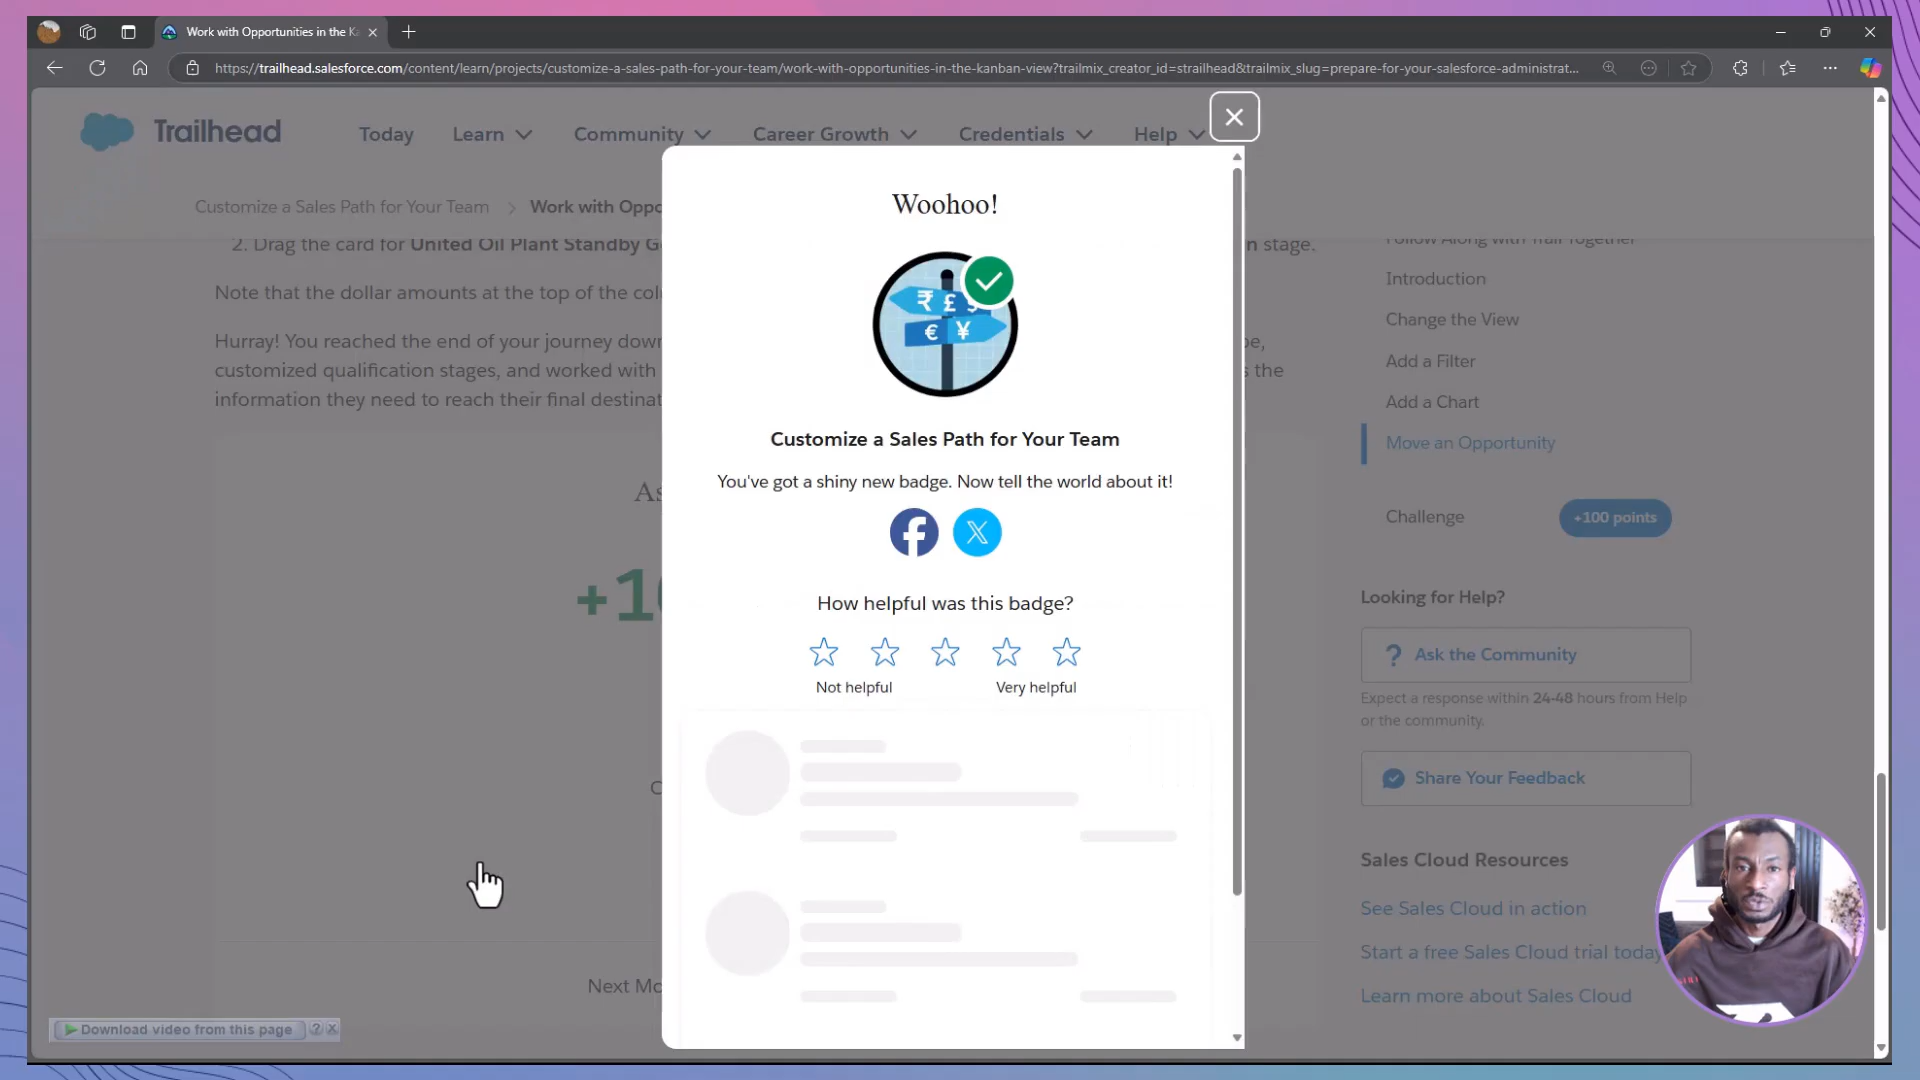 Work with Opportunities in the Ka
https://trailhead.salesforce.com/content/learn/projects/customize-a-sales-path-for-your-team/work-with-opportunities-in-the-kanban-view?trailmix_creator_id=strailhead&trailmix_slug=prepare-for-your-salesforce-administrat...
Trailhead
Today
Learn
Community
Career Growth
Credentials
Help
Customize a Sales Path for Your Team > Work with Oppo
2. Drag the card for United Oil Plant Standby G
n stage.
Note that the dollar amounts at the top of the col
Hurray! You reached the end of your journey down
customized qualification stages, and worked with
s the
information they need to reach their final destinat
As
+10
Next Mo
Woohoo!
₹ £ $
€ ¥
Customize a Sales Path for Your Team
You've got a shiny new badge. Now tell the world about it!
How helpful was this badge?
Not helpful
Very helpful
Follow Along with Trail Together
Introduction
Change the View
Add a Filter
Add a Chart
Move an Opportunity
Challenge
+100 points
Looking for Help?
? Ask the Community
Expect a response within 24-48 hours from Help
or the community.
Share Your Feedback
Sales Cloud Resources
See Sales Cloud in action
Start a free Sales Cloud trial today
Learn more about Sales Cloud
Download video from this page ? X